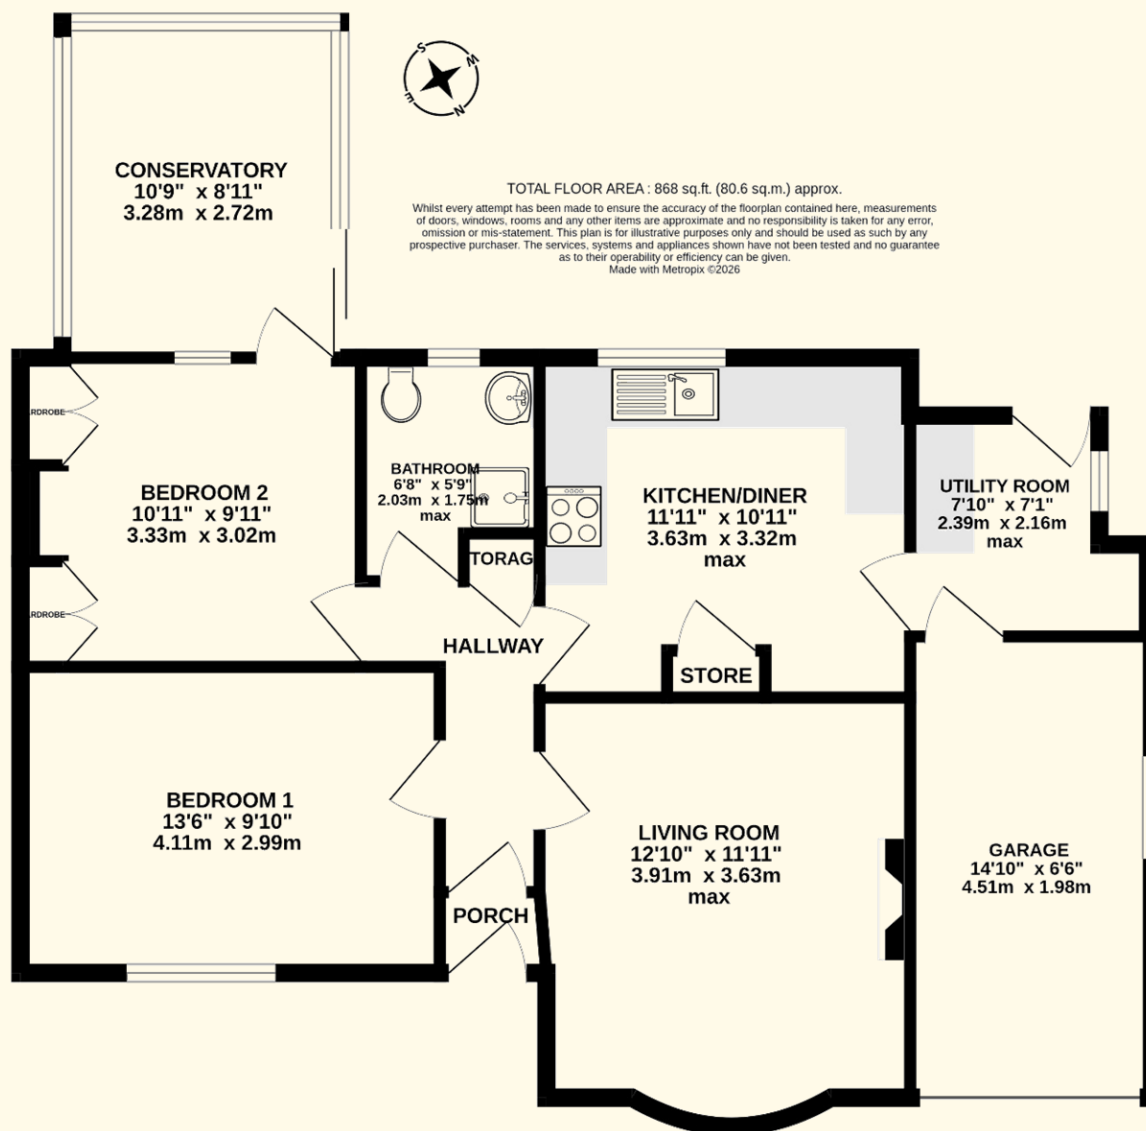 S
W
E
N
CONSERVATORY
10'9" x 8'11"
3.28m x 2.72m
TOTAL FLOOR AREA : 868 sq.ft. (80.6 sq.m.) approx.
Whilst every attempt has been made to ensure the accuracy of the floorplan contained here, measurements
of doors, windows, rooms and any other items are approximate and no responsibility is taken for any error,
omission or mis-statement. This plan is for illustrative purposes only and should be used as such by any
prospective purchaser. The services, systems and appliances shown have not been tested and no guarantee
as to their operability or efficiency can be given.
Made with Metropix ©2026
RDROBE
BEDROOM 2
10'11" x 9'11"
3.33m x 3.02m
RDROBE
BATHROOM
6'8" x 5'9"
2.03m x 1.75m
max
TORAG
KITCHEN/DINER
11'11" x 10'11"
3.63m x 3.32m
max
UTILITY ROOM
7'10" x 7'1"
2.39m x 2.16m
max
HALLWAY
STORE
BEDROOM 1
13'6" x 9'10"
4.11m x 2.99m
PORCH
LIVING ROOM
12'10" x 11'11"
3.91m x 3.63m
max
GARAGE
14'10" x 6'6"
4.51m x 1.98m